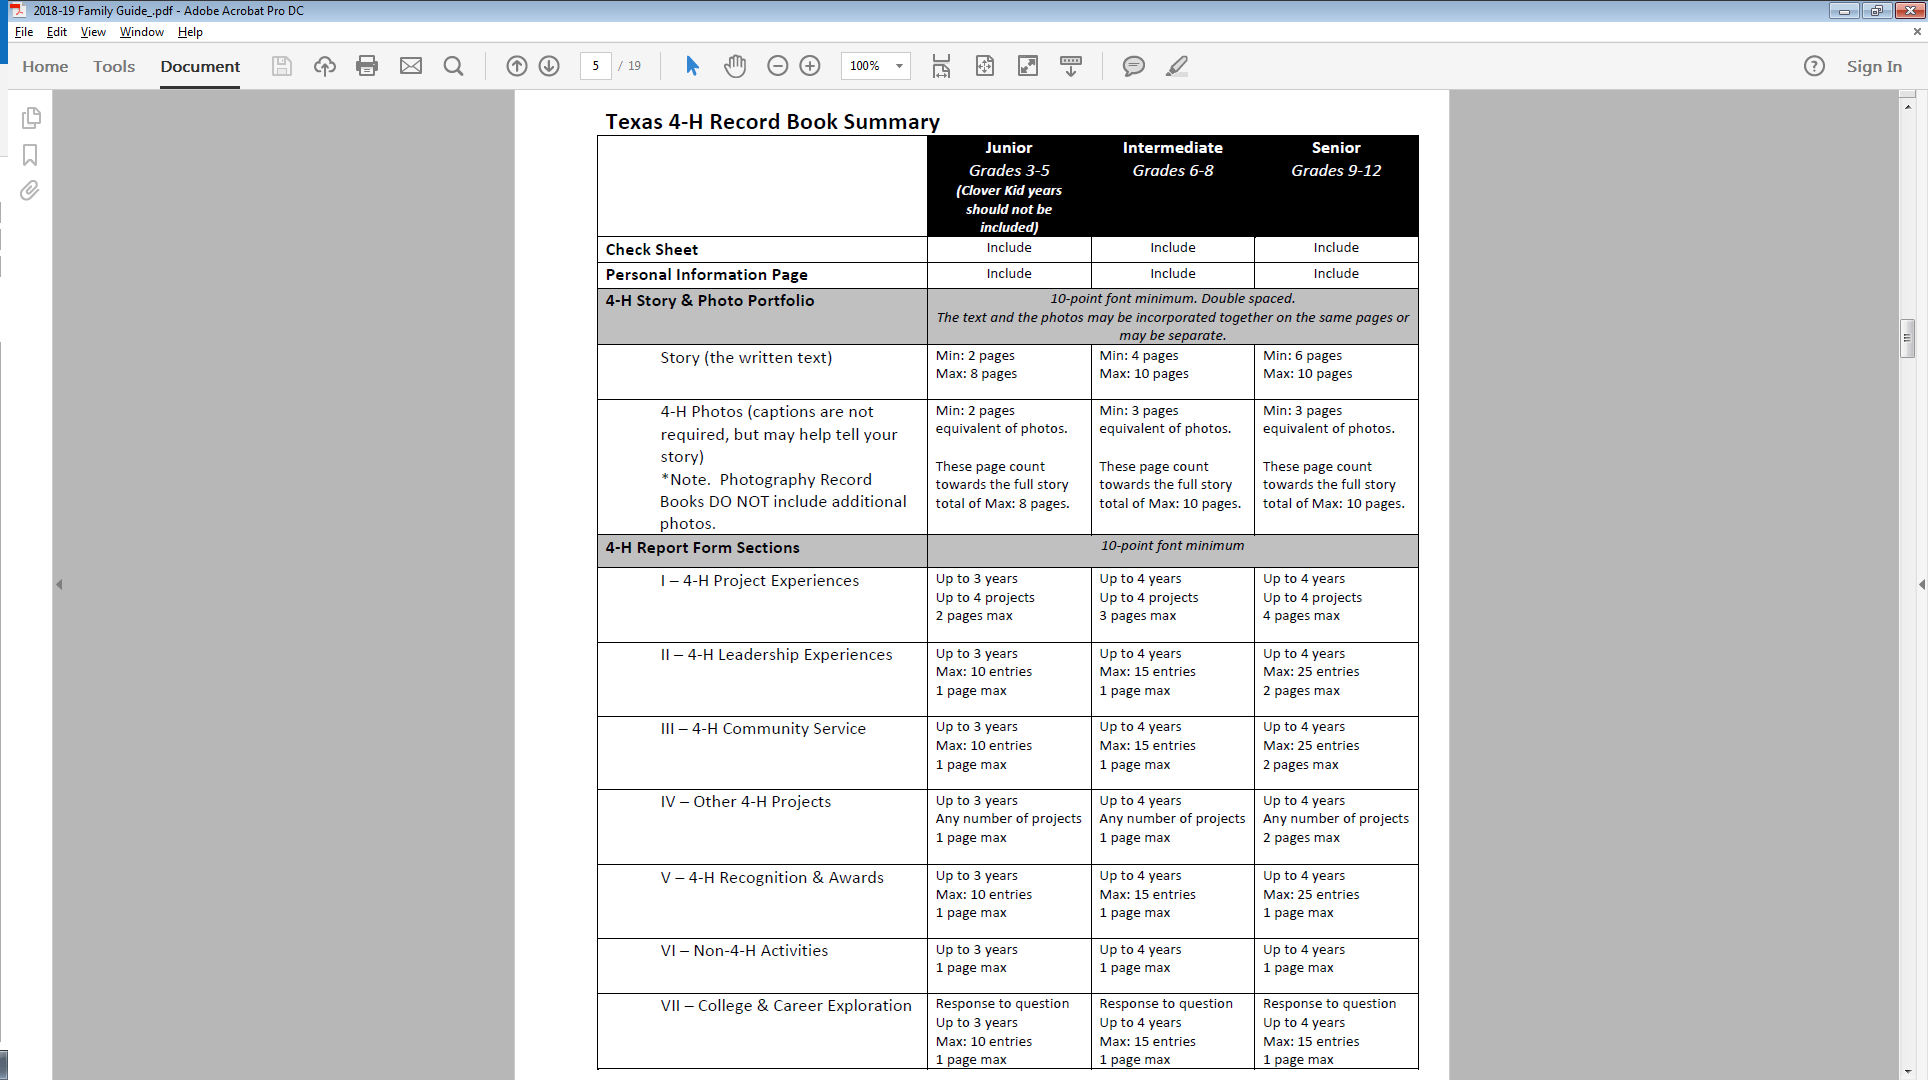 2018-19 Family Guide_.pdf - Adobe Acrobat Pro DC
File Edit View Window Help
Home Tools Document 5 / 19 100% Sign In
Texas 4-H Record Book Summary
Junior
Grades 3-5
(Clover Kid years
should not be
included)
Intermediate
Grades 6-8
Senior
Grades 9-12
Check Sheet Include Include Include
Personal Information Page Include Include Include
4-H Story & Photo Portfolio
10-point font minimum. Double spaced.
The text and the photos may be incorporated together on the same pages or
may be separate.
Story (the written text)
Min: 2 pages
Max: 8 pages
Min: 4 pages
Max: 10 pages
Min: 6 pages
Max: 10 pages
4-H Photos (captions are not
required, but may help tell your
story)
*Note. Photography Record
Books DO NOT include additional
photos.
Min: 2 pages
equivalent of photos.
These page count
towards the full story
total of Max: 8 pages.
Min: 3 pages
equivalent of photos.
These page count
towards the full story
total of Max: 10 pages.
Min: 3 pages
equivalent of photos.
These page count
towards the full story
total of Max: 10 pages.
4-H Report Form Sections
10-point font minimum
I – 4-H Project Experiences
Up to 3 years
Up to 4 projects
2 pages max
Up to 4 years
Up to 4 projects
3 pages max
Up to 4 years
Up to 4 projects
4 pages max
II – 4-H Leadership Experiences
Up to 3 years
Max: 10 entries
1 page max
Up to 4 years
Max: 15 entries
1 page max
Up to 4 years
Max: 25 entries
2 pages max
III – 4-H Community Service
Up to 3 years
Max: 10 entries
1 page max
Up to 4 years
Max: 15 entries
1 page max
Up to 4 years
Max: 25 entries
2 pages max
IV – Other 4-H Projects
Up to 3 years
Any number of projects
1 page max
Up to 4 years
Any number of projects
1 page max
Up to 4 years
Any number of projects
2 pages max
V – 4-H Recognition & Awards
Up to 3 years
Max: 10 entries
1 page max
Up to 4 years
Max: 15 entries
1 page max
Up to 4 years
Max: 25 entries
1 page max
VI – Non-4-H Activities
Up to 3 years
1 page max
Up to 4 years
1 page max
Up to 4 years
1 page max
VII – College & Career Exploration
Response to question
Up to 3 years
Max: 10 entries
1 page max
Response to question
Up to 4 years
Max: 15 entries
1 page max
Response to question
Up to 4 years
Max: 15 entries
1 page max